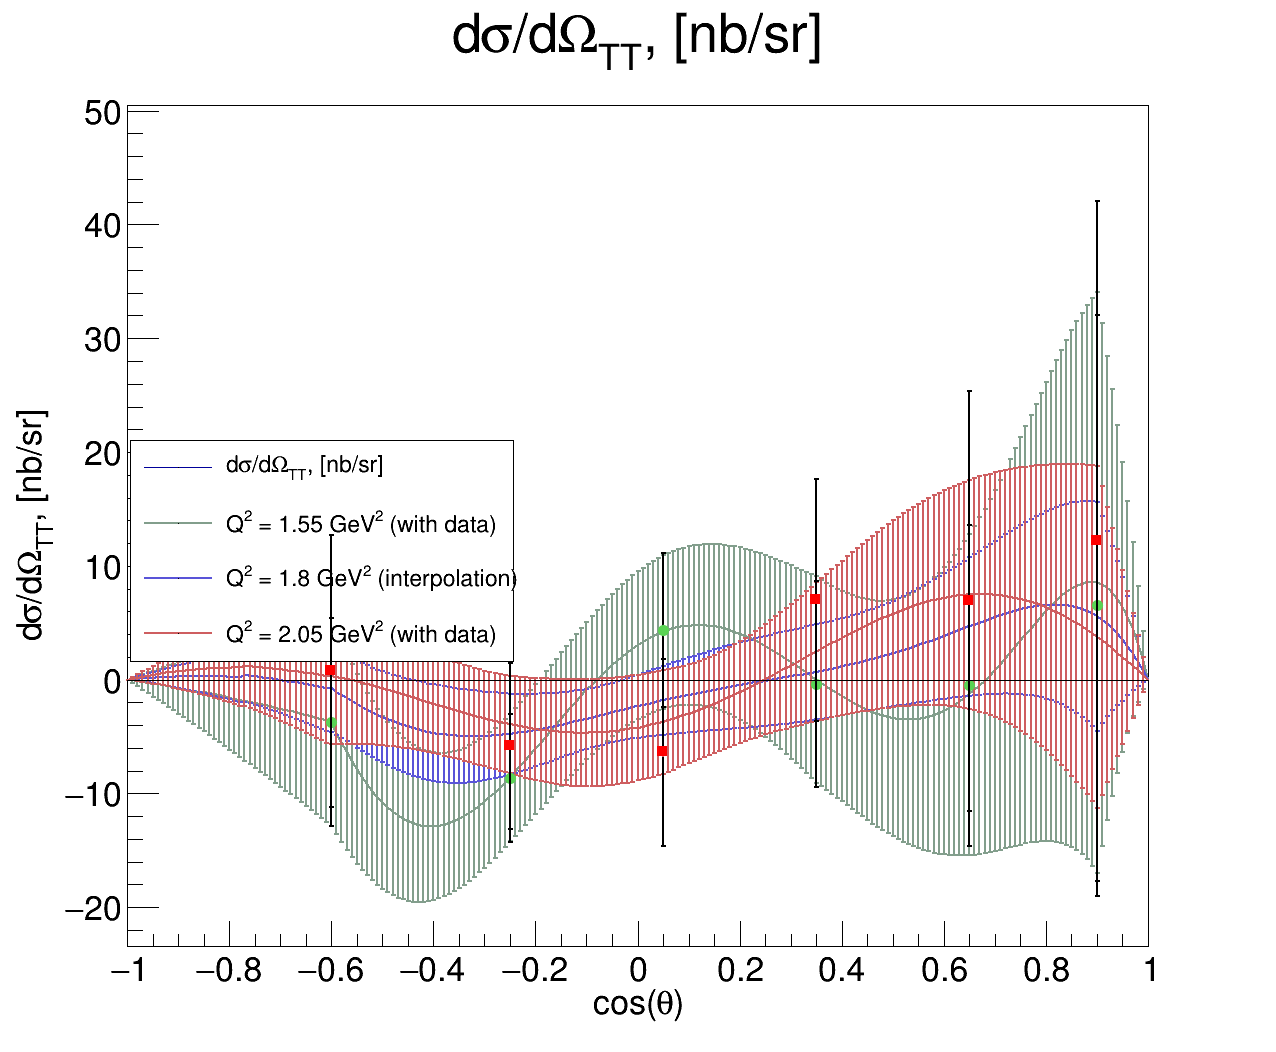 dσ/dΩTT, [nb/sr]
50
40
30
20
10
0
−10
−20
dσ/dΩTT, [nb/sr]
dσ/dΩTT, [nb/sr]
Q² = 1.55 GeV² (with data)
Q² = 1.8 GeV² (interpolation)
Q² = 2.05 GeV² (with data)
−1 −0.8 −0.6 −0.4 −0.2 0 0.2 0.4 0.6 0.8 1
cos(θ)